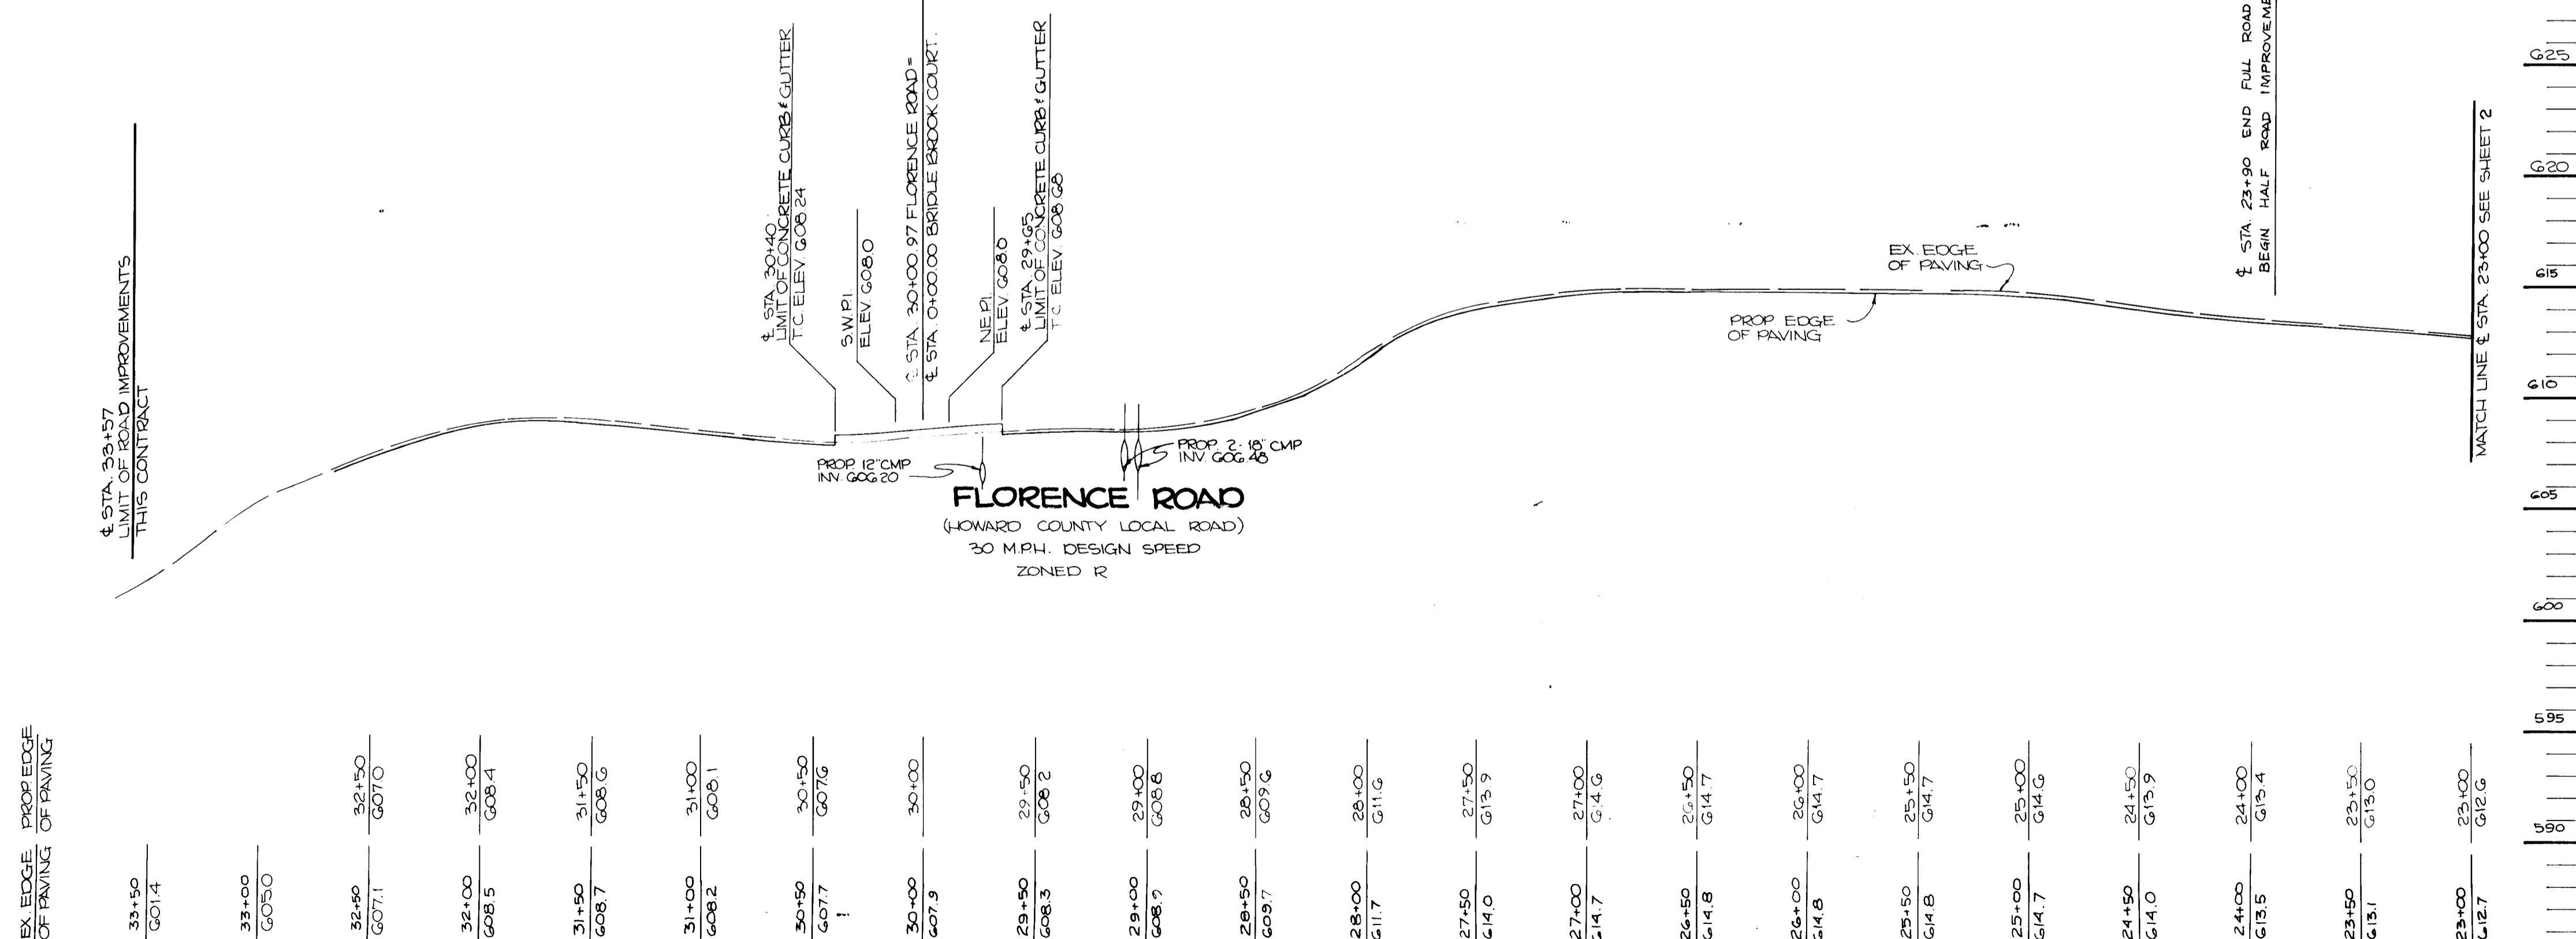 ℄ STA. 33+57
LIMIT OF ROAD IMPROVEMENTS
THIS CONTRACT
℄ STA. 30+40
LIMIT OF CONCRETE CURB & GUTTER
T.C. ELEV. 608.24
S.W.P.I.
ELEV. 608.0
℄ STA. 30+00.97 FLORENCE ROAD =
℄ STA. 0+00.00 BRIDLE BROOK COURT.
N.E.P.I.
ELEV. 608.0
℄ STA. 29+65
LIMIT OF CONCRETE CURB & GUTTER
T.C. ELEV. 608.68
EX. EDGE
OF PAVING
PROP. EDGE
OF PAVING
℄ STA. 23+90 END FULL ROAD
BEGIN HALF ROAD
MATCH LINE ℄ STA. 23+00 SEE SHEET 2
PROP. 12" CMP
INV. 606.20
PROP. 2-18" CMP
INV. 606.48
FLORENCE ROAD
(HOWARD COUNTY LOCAL ROAD)
30 M.P.H. DESIGN SPEED
ZONED R
625
620
615
610
605
600
595
590
PROP. EDGE
OF PAVING
32+50
607.0
32+00
608.4
31+50
608.6
31+00
608.1
30+50
607.6
30+00
29+50
608.2
29+00
608.8
28+50
609.6
28+00
611.6
27+50
613.9
27+00
614.6
26+50
614.7
26+00
614.7
25+50
614.7
25+00
614.6
24+50
613.9
24+00
613.4
23+50
613.0
23+00
612.6
EX. EDGE
OF PAVING
33+50
601.4
33+00
605.0
32+50
607.1
32+00
608.5
31+50
608.7
31+00
608.2
30+50
607.7
30+00
607.9
29+50
608.3
29+00
28+50
609.7
28+00
611.7
27+50
614.0
27+00
614.7
26+50
614.8
26+00
614.8
25+50
614.8
25+00
614.7
24+50
614.0
24+00
613.5
23+50
613.1
23+00
612.7